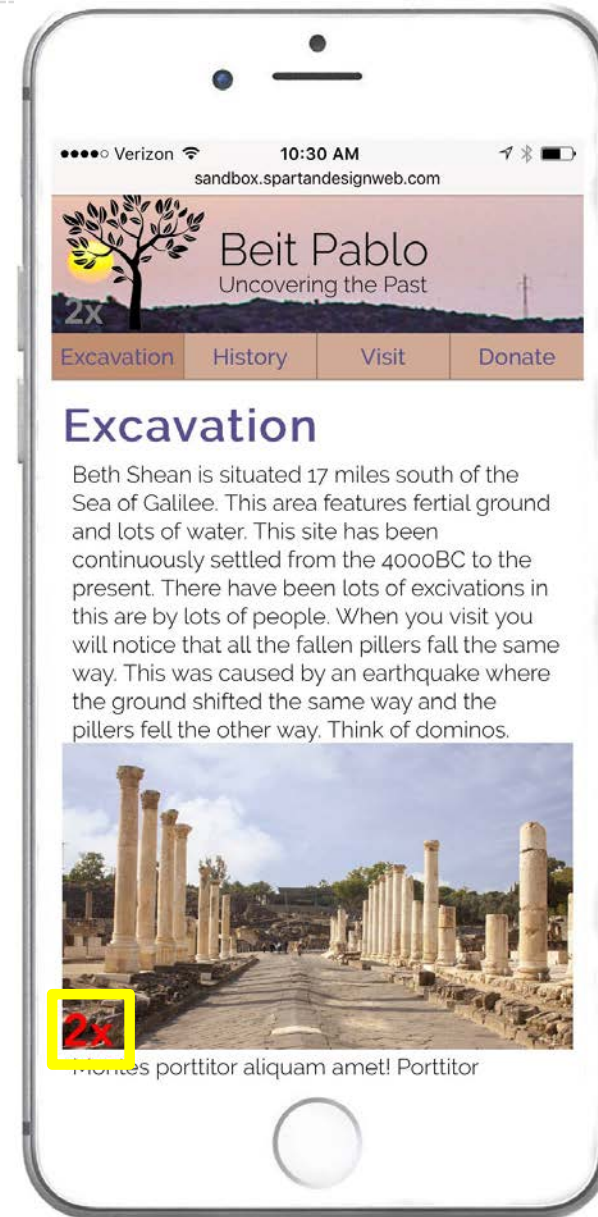 ●●●●○ Verizon 10:30 AM
sandbox.spartandesignweb.com
Beit Pablo
Uncovering the Past
2x
Excavation History Visit Donate
Excavation
Beth Shean is situated 17 miles south of the
Sea of Galilee. This area features fertial ground
and lots of water. This site has been
continuously settled from the 4000BC to the
present. There have been lots of excivations in
this are by lots of people. When you visit you
will notice that all the fallen pillers fall the same
way. This was caused by an earthquake where
the ground shifted the same way and the
pillers fell the other way. Think of dominos.
2x
Montes porttitor aliquam amet! Porttitor